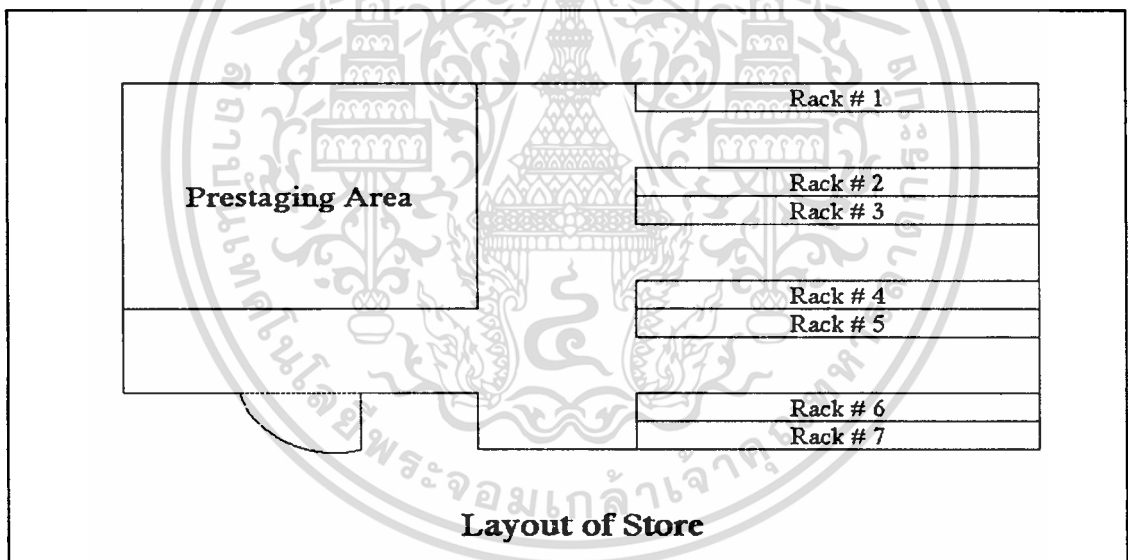 Rack # 1
Prestaging Area
Rack # 2
Rack # 3
Rack # 4
Rack # 5
Rack # 6
Rack # 7
Layout of Store